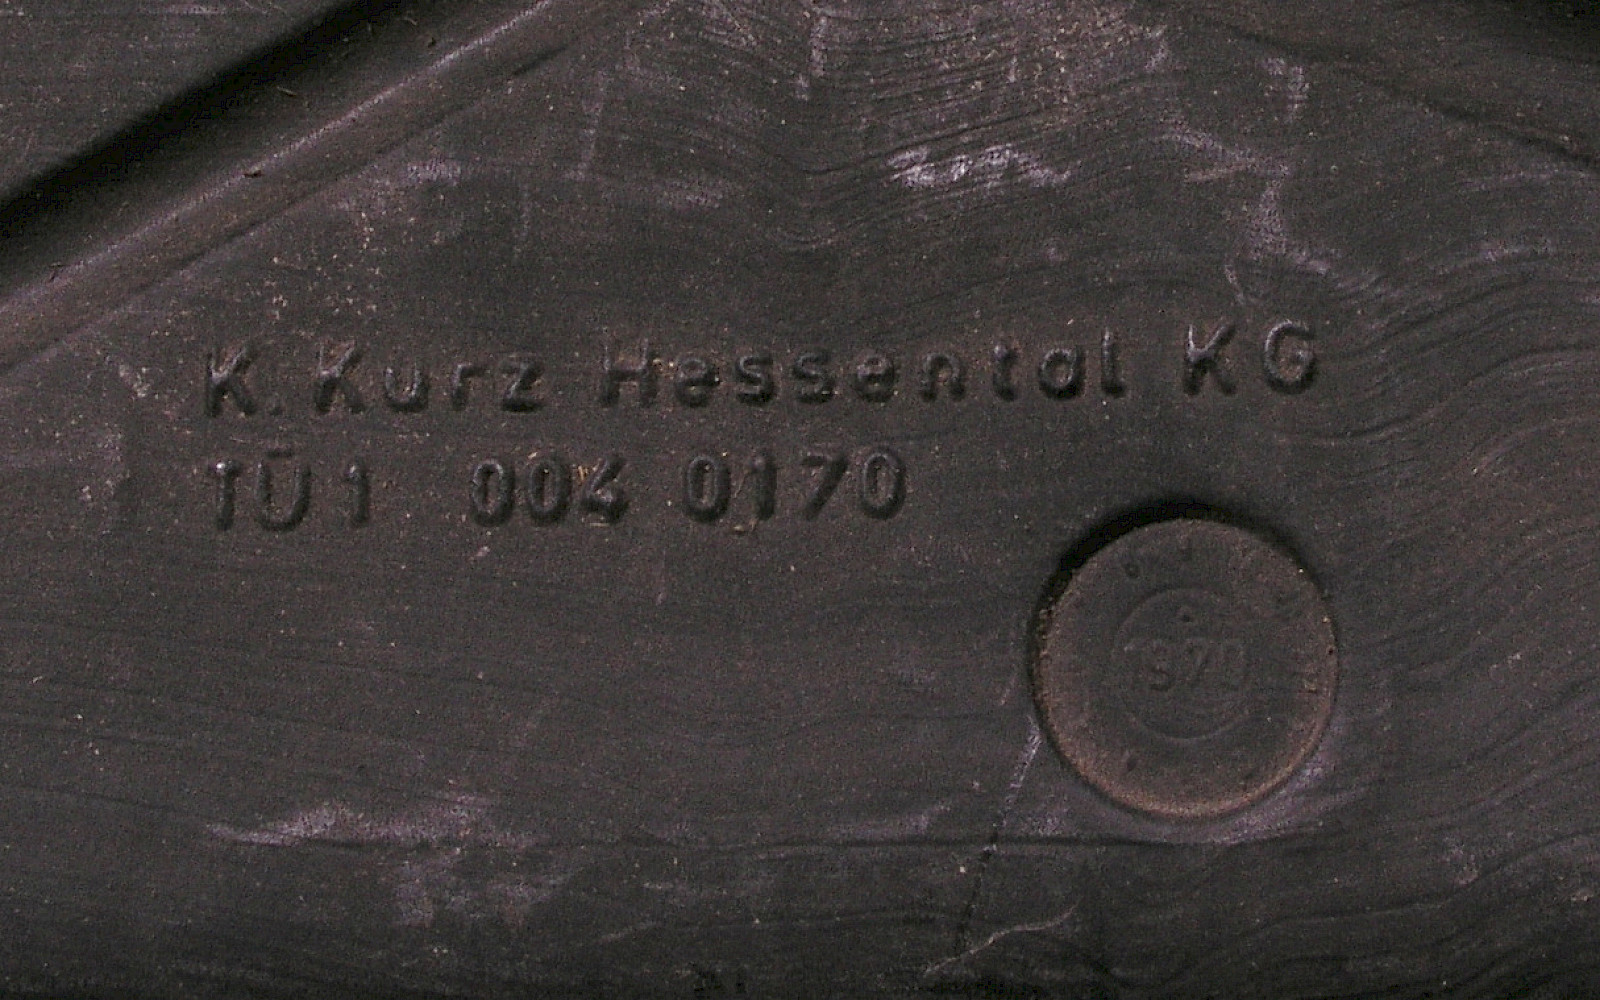 K. Kurz Hessental KG
TÜ1 004 0170
1970